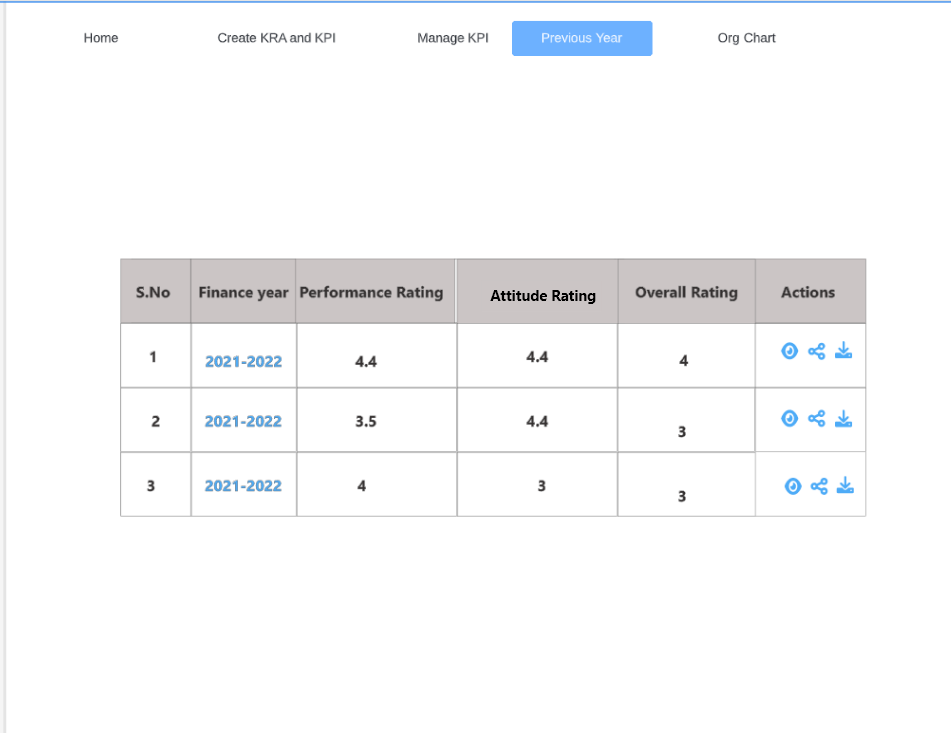 Home Create KRA and KPI Manage KPI Previous Year Org Chart
S.No Finance year Performance Rating Attitude Rating Overall Rating Actions
1 2021-2022 4.4 4.4 4
2 2021-2022 3.5 4.4 3
3 2021-2022 4 3 3